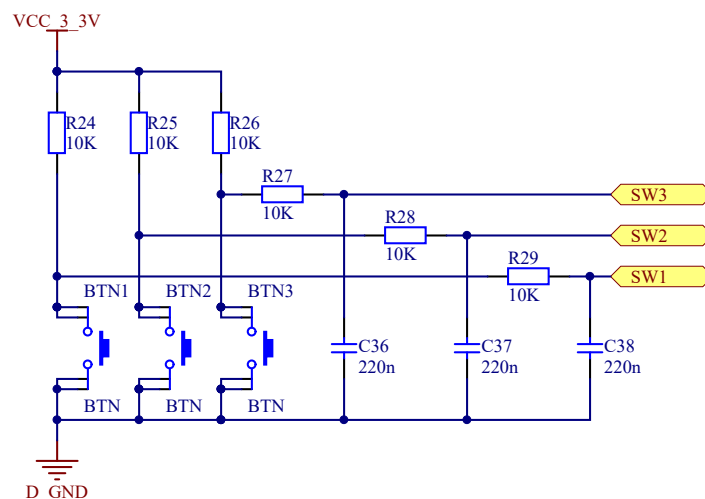 VCC_3_3V
R24
10K
R25
10K
R26
10K
R27
10K
SW3
R28
10K
SW2
R29
10K
SW1
BTN1
BTN2
BTN3
C36
220n
C37
220n
C38
220n
BTN
BTN
BTN
D_GND